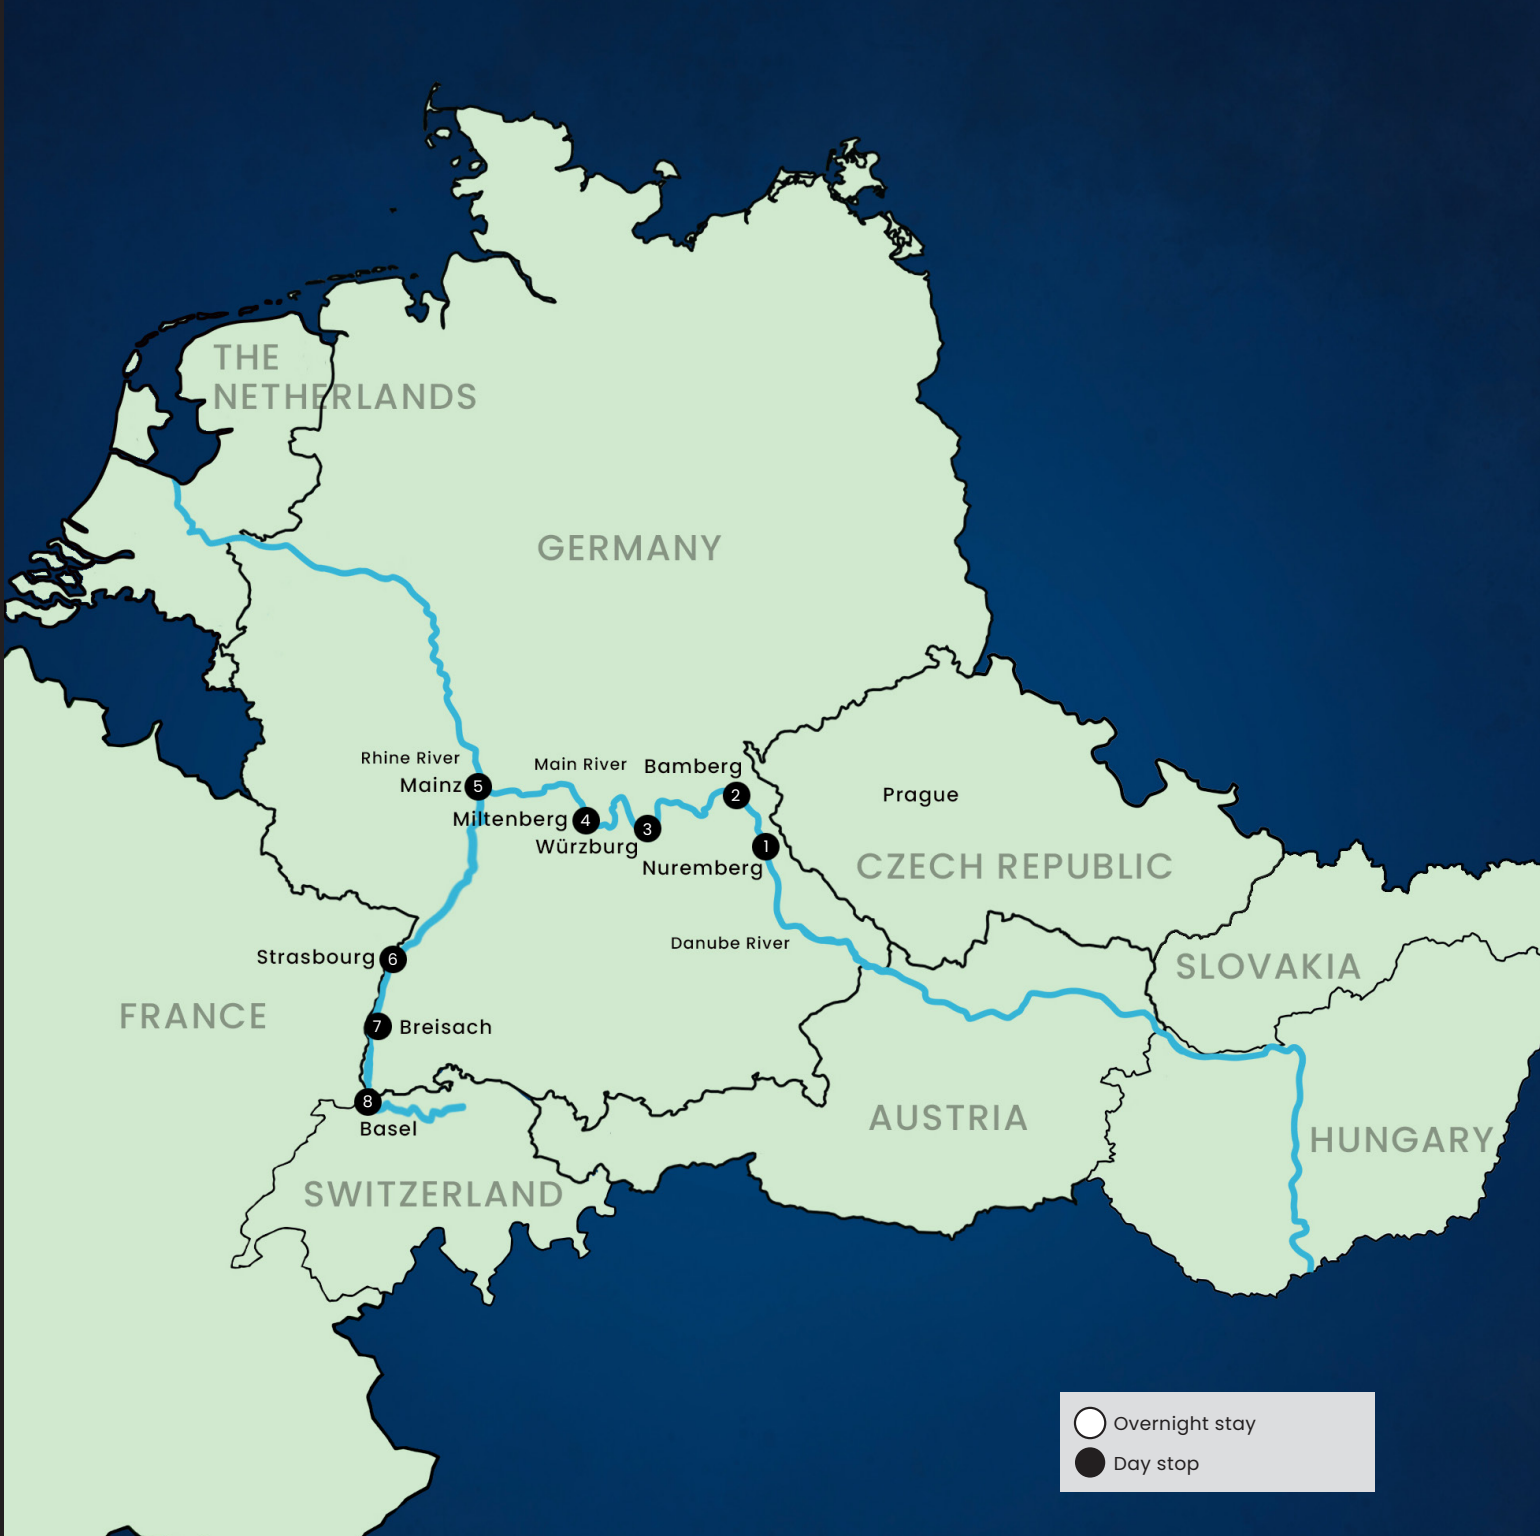 THE
NETHERLANDS
GERMANY
Rhine River
Main River
Bamberg
Mainz 5
2
Prague
Miltenberg 4
3
Würzburg
1
Nuremberg
CZECH REPUBLIC
Danube River
Strasbourg 6
SLOVAKIA
FRANCE
7 Breisach
8
Basel
AUSTRIA
HUNGARY
SWITZERLAND
Overnight stay
Day stop